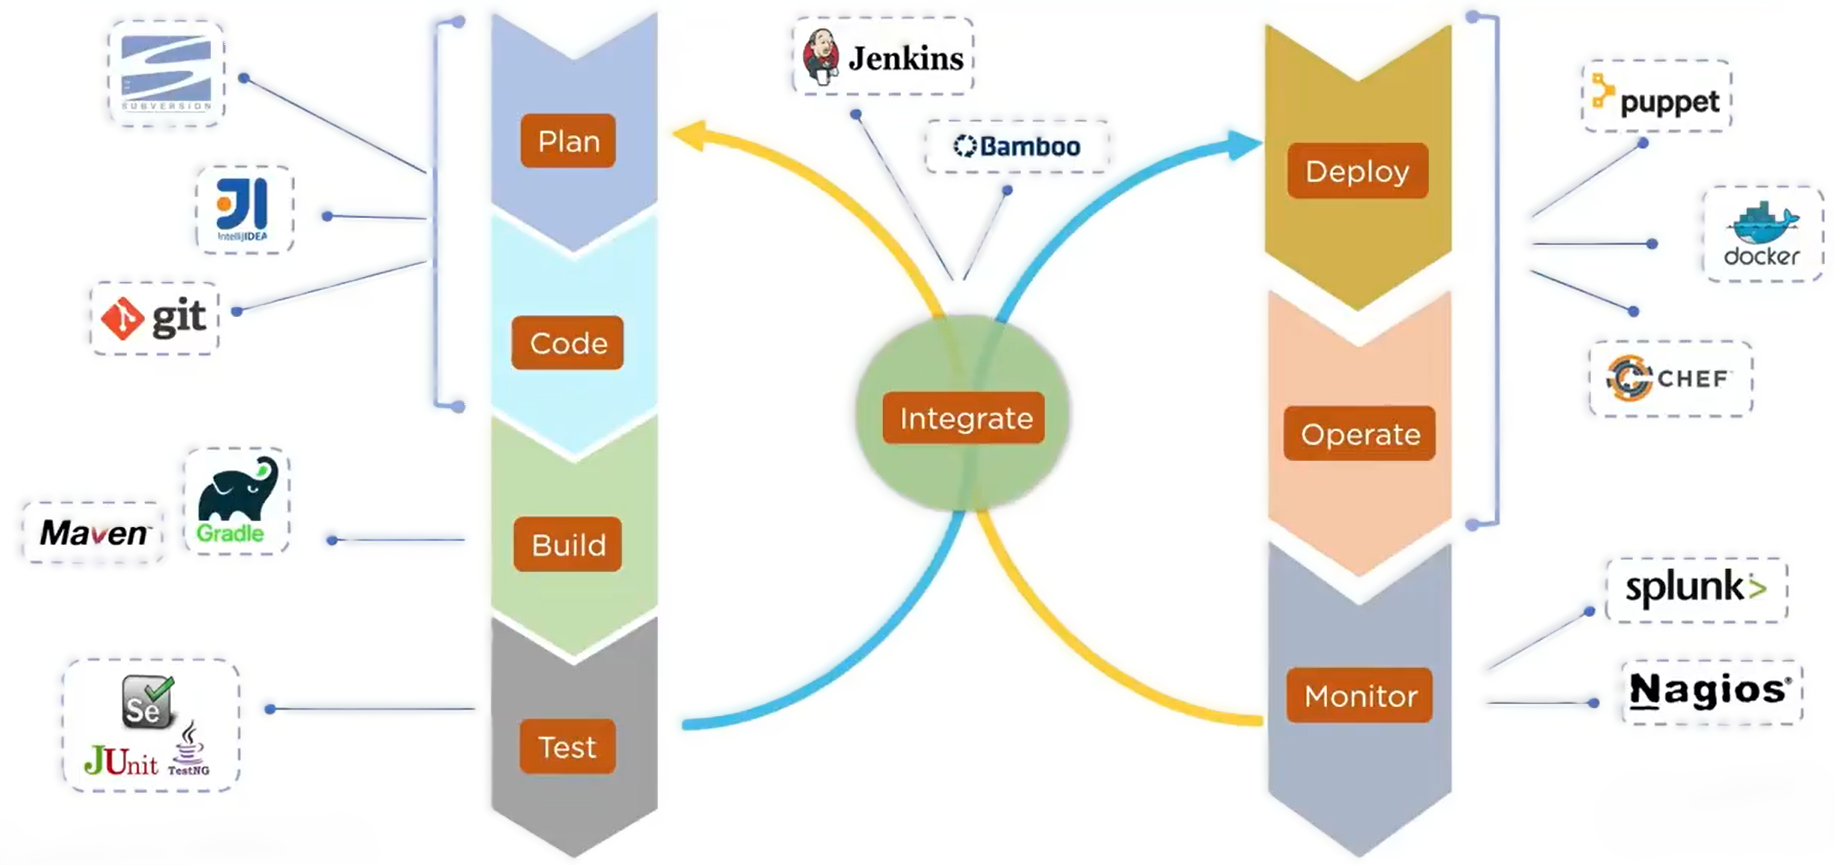 SUBVERSION
IntellijIDEA
git
Maven
Gradle
Se
JUnit
TestNG
Plan
Code
Build
Test
Jenkins
Bamboo
Integrate
Deploy
Operate
Monitor
puppet
docker
CHEF
splunk>
Nagios®